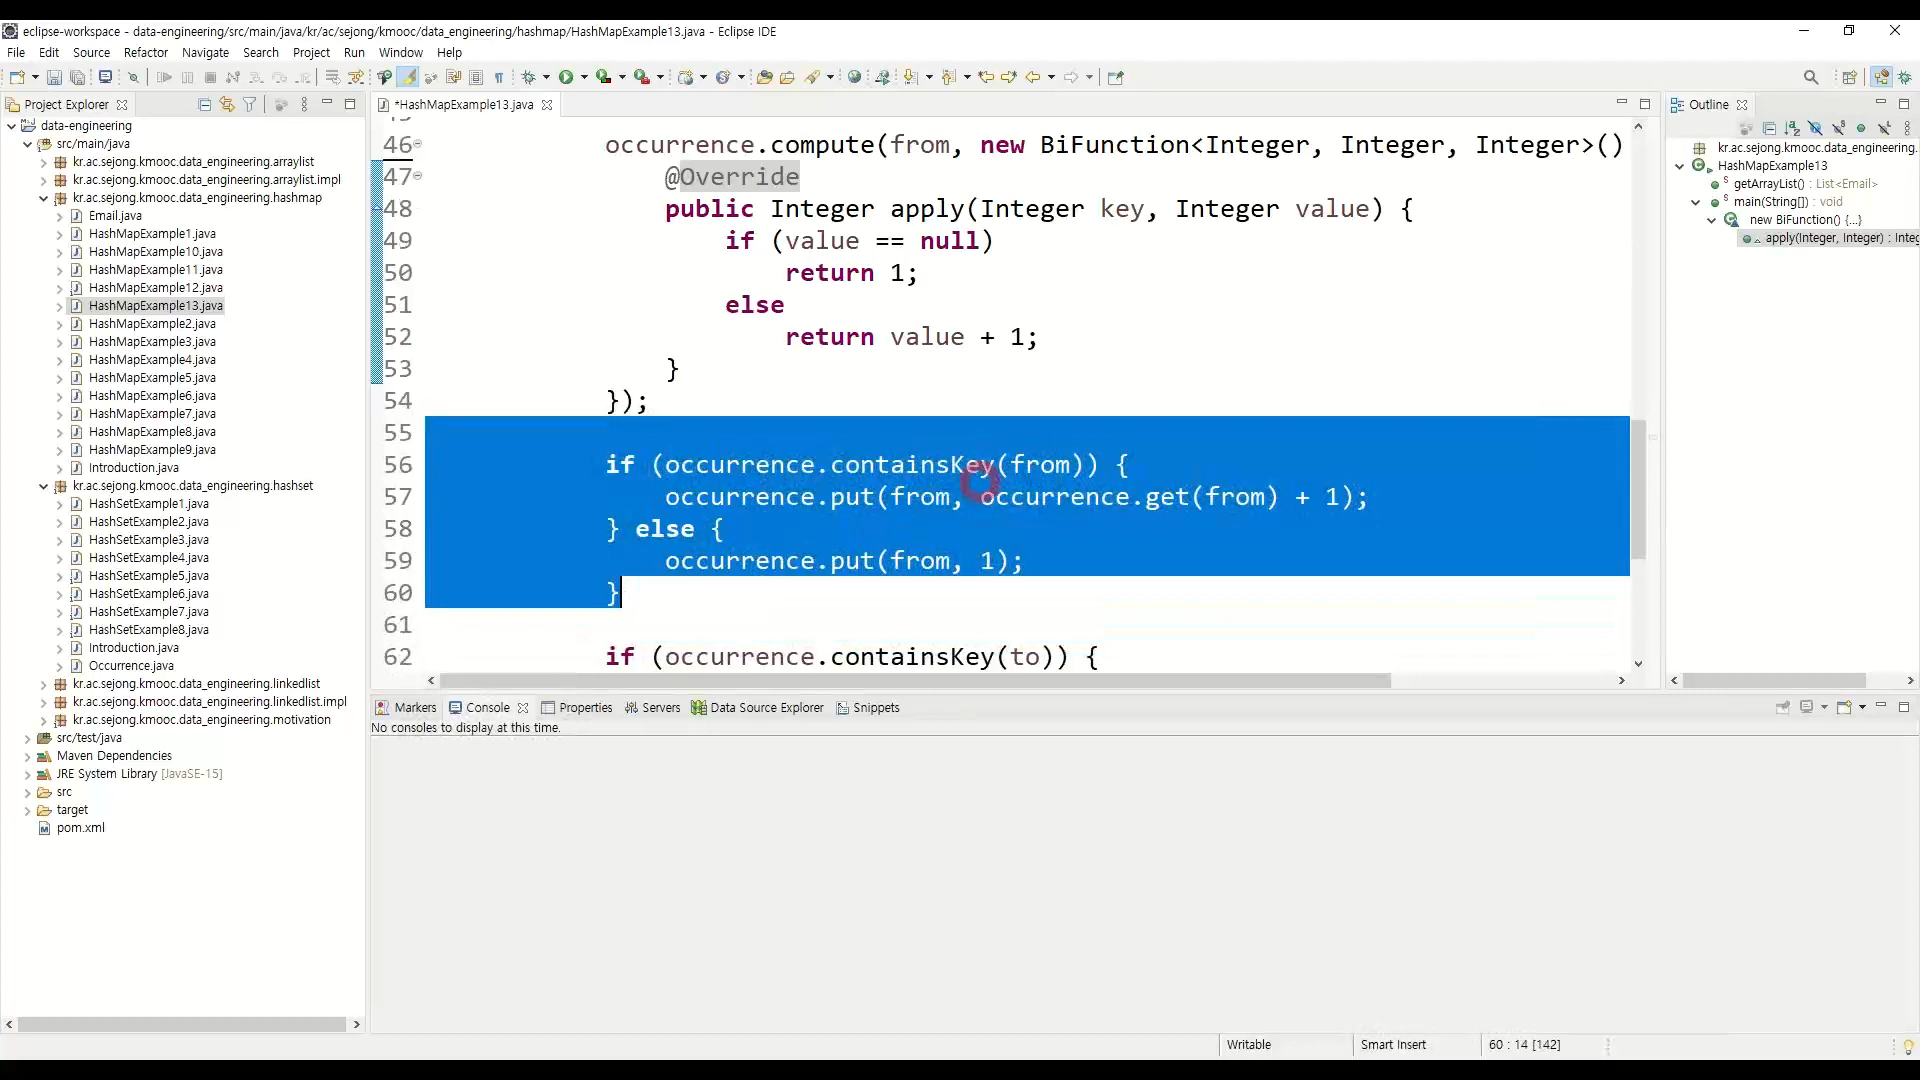 eclipse-workspace - data-engineering/src/main/java/kr/ac/sejong/kmooc/data_engineering/hashmap/HashMapExample13.java - Eclipse IDE
File Edit Source Refactor Navigate Search Project Run Window Help
Project Explorer
data-engineering
src/main/java
kr.ac.sejong.kmooc.data_engineering.arraylist
kr.ac.sejong.kmooc.data_engineering.arraylist.impl
kr.ac.sejong.kmooc.data_engineering.hashmap
Email.java
HashMapExample1.java
HashMapExample10.java
HashMapExample11.java
HashMapExample12.java
HashMapExample13.java
HashMapExample2.java
HashMapExample3.java
HashMapExample4.java
HashMapExample5.java
HashMapExample6.java
HashMapExample7.java
HashMapExample8.java
HashMapExample9.java
Introduction.java
kr.ac.sejong.kmooc.data_engineering.hashset
HashSetExample1.java
HashSetExample2.java
HashSetExample3.java
HashSetExample4.java
HashSetExample5.java
HashSetExample6.java
HashSetExample7.java
HashSetExample8.java
Introduction.java
Occurrence.java
kr.ac.sejong.kmooc.data_engineering.linkedlist
kr.ac.sejong.kmooc.data_engineering.linkedlist.impl
kr.ac.sejong.kmooc.data_engineering.motivation
src/test/java
Maven Dependencies
JRE System Library [JavaSE-15]
src
target
pom.xml
*HashMapExample13.java
46 occurrence.compute(from, new BiFunction<Integer, Integer, Integer>()
47 @Override
48 public Integer apply(Integer key, Integer value) {
49 if (value == null)
50 return 1;
51 else
52 return value + 1;
53 }
54 });
55
56 if (occurrence.containsKey(from)) {
57 occurrence.put(from, occurrence.get(from) + 1);
58 } else {
59 occurrence.put(from, 1);
60 }
61
62 if (occurrence.containsKey(to)) {
Outline
kr.ac.sejong.kmooc.data_engineering.
HashMapExample13
getArrayList() : List<Email>
main(String[]) : void
new BiFunction() {...}
apply(Integer, Integer) : Integ
Markers Console Properties Servers Data Source Explorer Snippets
No consoles to display at this time.
Writable Smart Insert 60 : 14 [142]